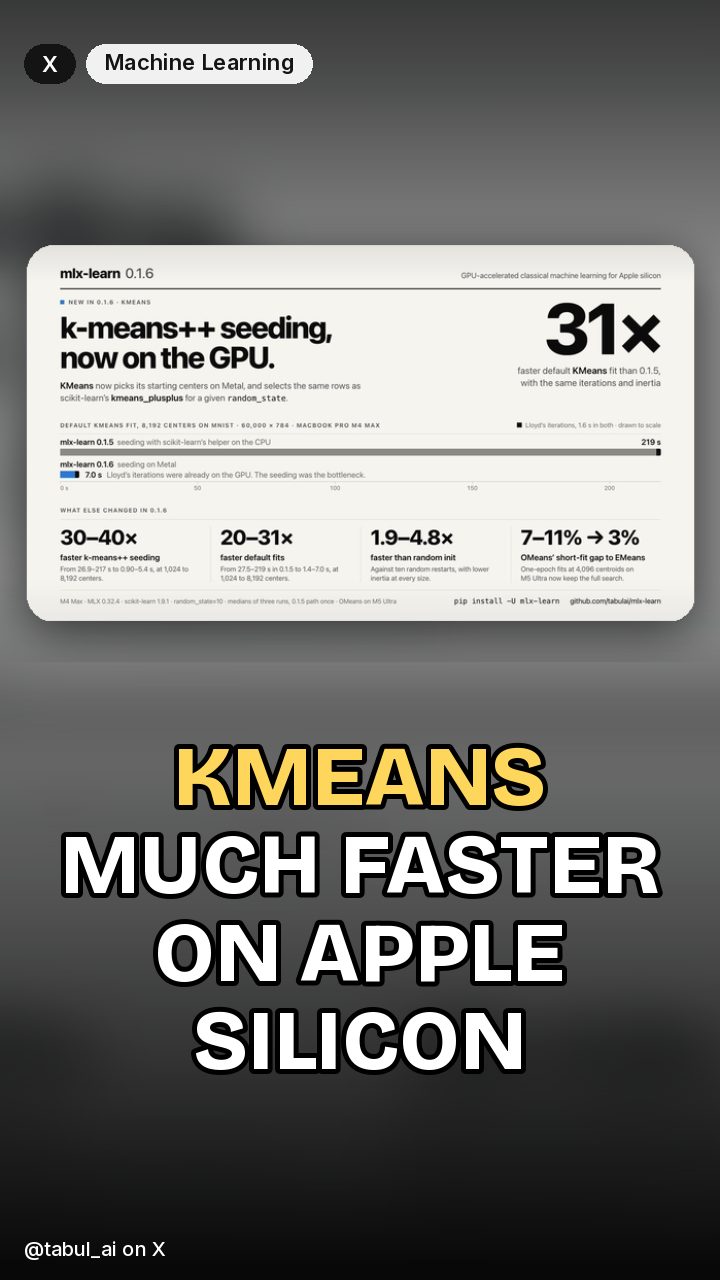 X Machine Learning
mlx-learn 0.1.6
GPU-accelerated classical machine learning for Apple silicon
NEW IN 0.1.6 · KMEANS
k-means++ seeding,
now on the GPU.
31×
faster default KMeans fit than 0.1.5,
with the same iterations and inertia
KMeans now picks its starting centers on Metal, and selects the same rows as
scikit-learn's kmeans_plusplus for a given random_state.
DEFAULT KMEANS FIT, 8,192 CENTERS ON MNIST · 60,000 × 784 · MACBOOK PRO M4 MAX
Lloyd's iterations, 1.6 s in both · drawn to scale
mlx-learn 0.1.5 seeding with scikit-learn's helper on the CPU
219 s
mlx-learn 0.1.6 seeding on Metal
7.0 s Lloyd's iterations were already on the GPU. The seeding was the bottleneck.
0 s 50 100 150 200
WHAT ELSE CHANGED IN 0.1.6
30–40×
faster k-means++ seeding
From 26.9–217 s to 0.90–5.4 s, at 1,024 to
8,192 centers.
20–31×
faster default fits
From 27.5–219 s in 0.1.5 to 1.4–7.0 s, at
1,024 to 8,192 centers.
1.9–4.8×
faster than random init
Against ten random restarts, with lower
inertia at every size.
7–11% → 3%
OMeans' short-fit gap to EMeans
One-epoch fits at 4,096 centroids on
M5 Ultra now keep the full search.
M4 Max · MLX 0.32.4 · scikit-learn 1.9.1 · random_state=10 · medians of three runs, 0.1.5 path once · OMeans on M5 Ultra
pip install -U mlx-learn github.com/tabulai/mlx-learn
KMEANS
MUCH FASTER
ON APPLE
SILICON
@tabul_ai on X